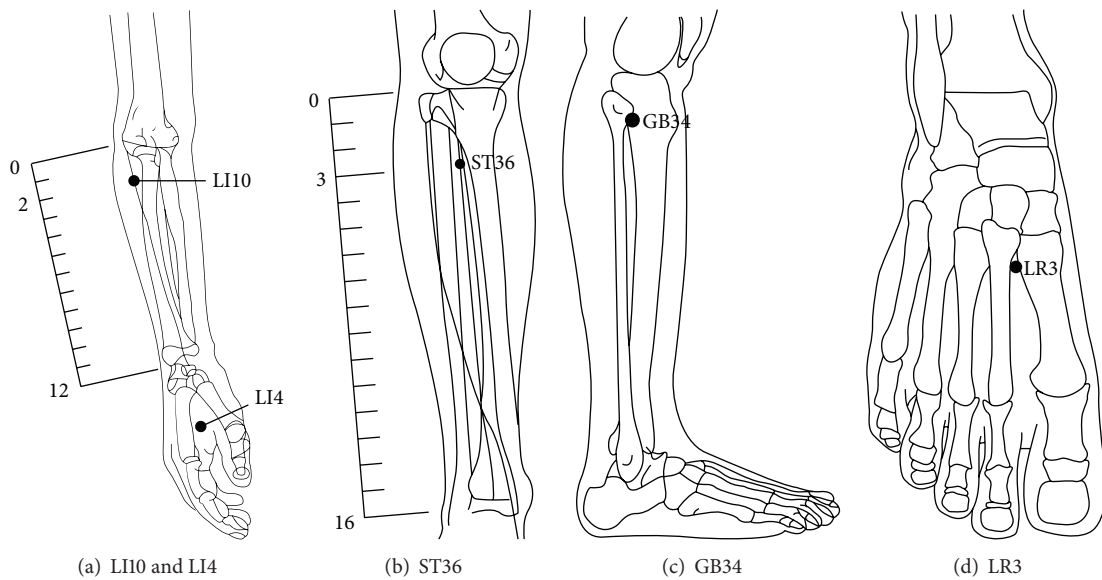 0
2
12
LI10
LI4
(a) LI10 and LI4
0
3
16
ST36
(b) ST36
GB34
(c) GB34
LR3
(d) LR3